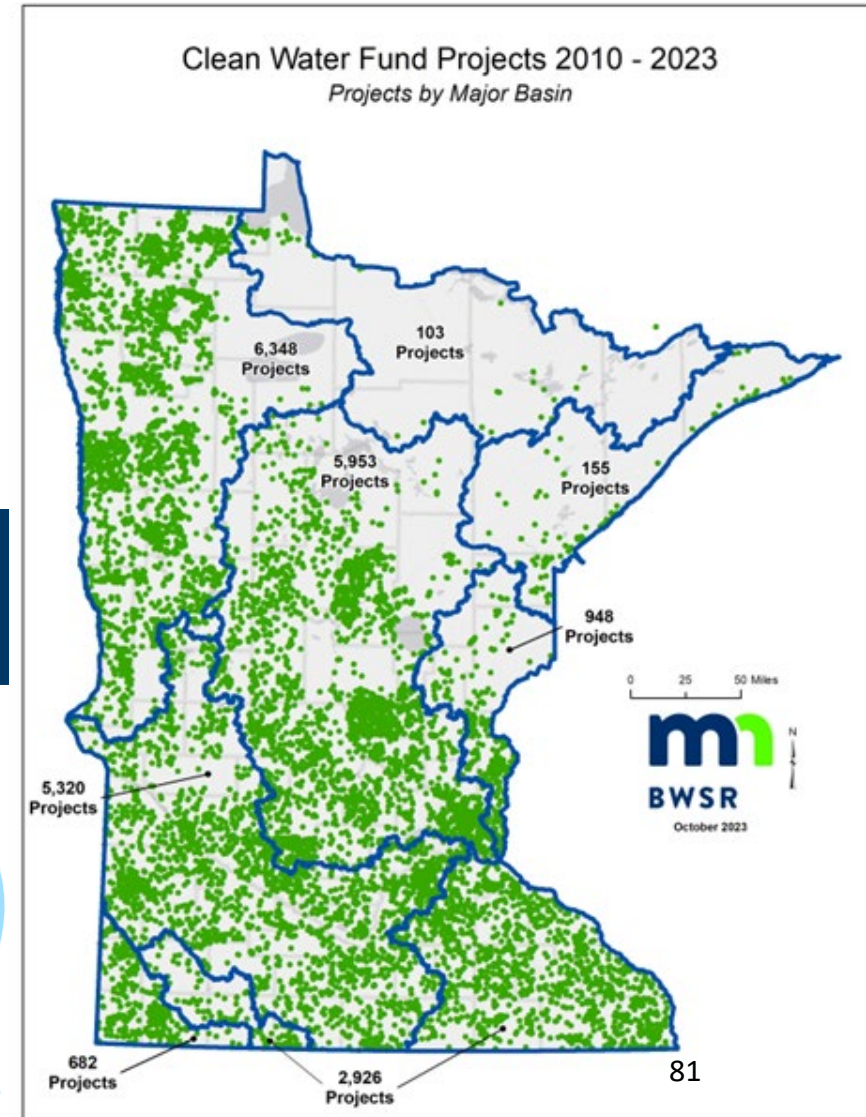 Clean Water Fund Projects 2010 - 2023
Projects by Major Basin
6,348
Projects
103
Projects
5,953
Projects
155
Projects
948
Projects
0 25 50 Miles
N
mn
BWSR
October 2023
5,320
Projects
682
Projects
2,926
Projects
81